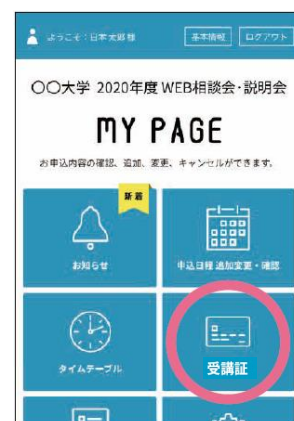 ようこそ：日本太郎 様
基本情報
ログアウト
〇〇大学 2020年度 WEB相談会・説明会
MY PAGE
お申込内容の確認、追加、変更、キャンセルができます。
新着
お知らせ
申込日程 追加変更・確認
タイムテーブル
受講証